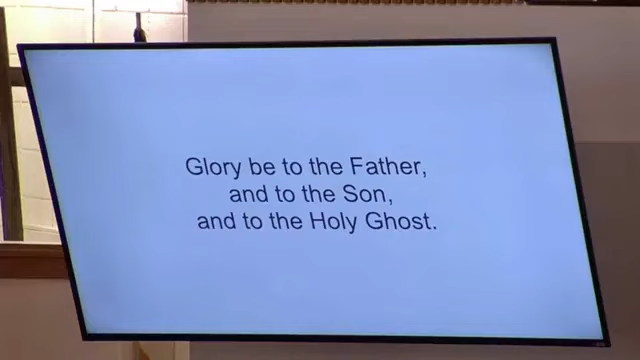 Glory be to the Father,
and to the Son,
and to the Holy Ghost.